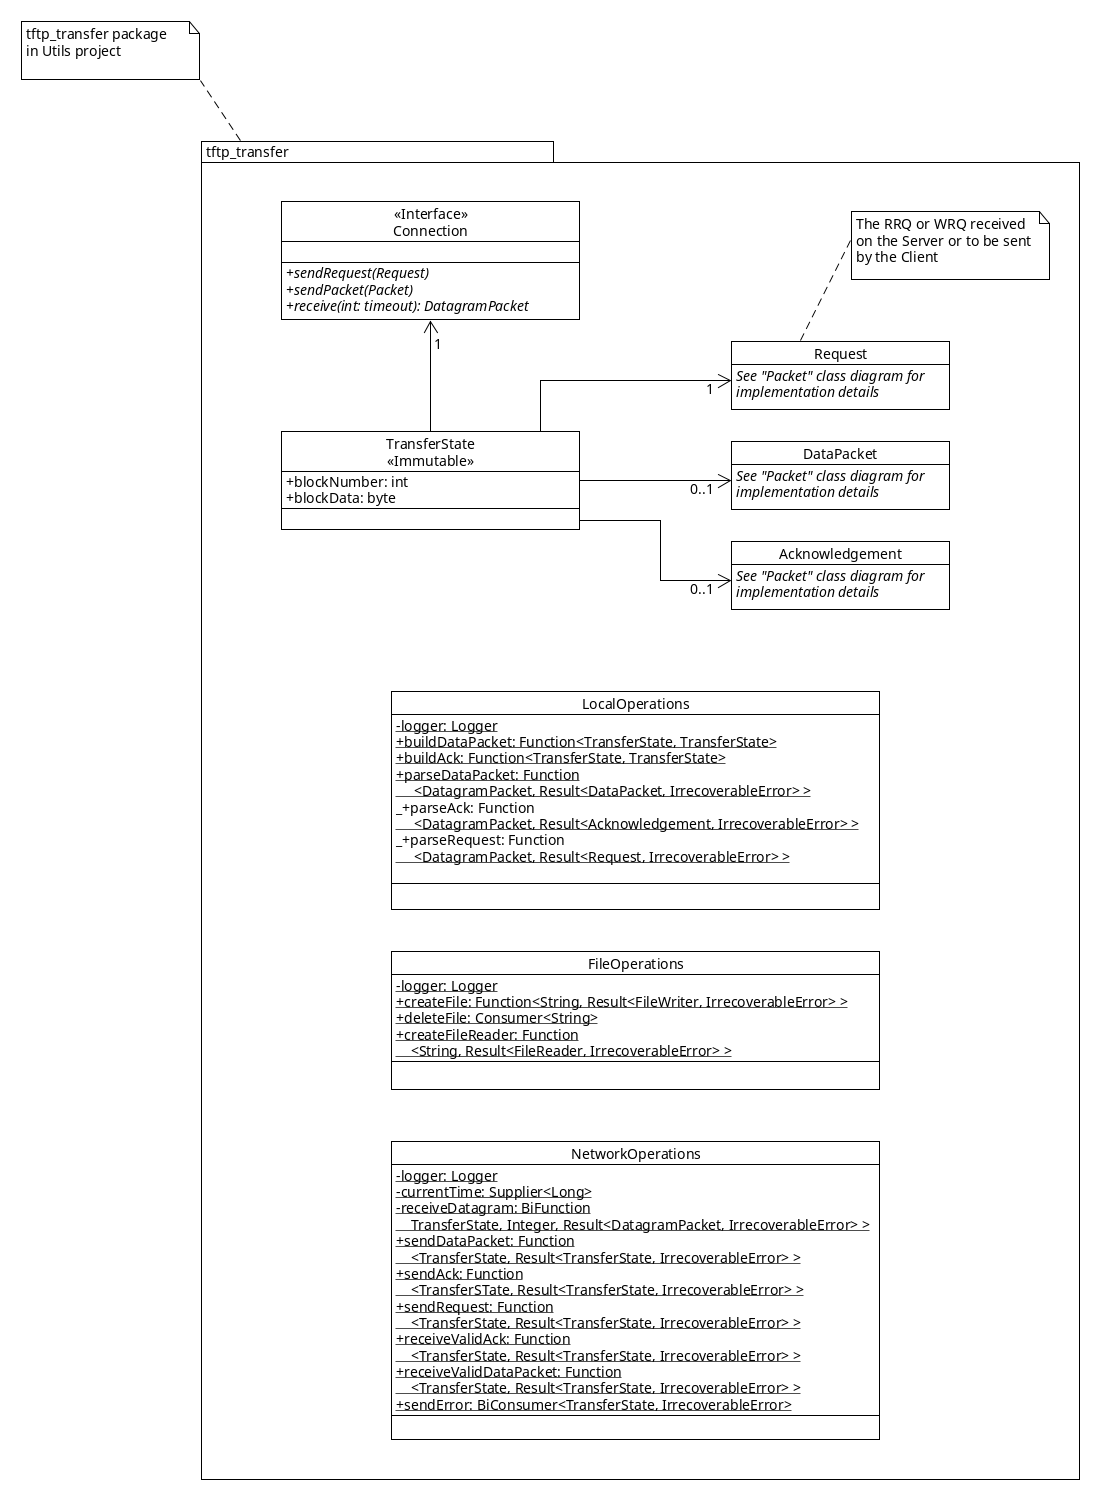 tftp_transfer package
in Utils project
tftp_transfer
«Interface»
Connection
+sendRequest(Request)
+sendPacket(Packet)
+receive(int: timeout): DatagramPacket
The RRQ or WRQ received
on the Server or to be sent
by the Client
1
Request
See "Packet" class diagram for
implementation details
1
TransferState
«Immutable»
+blockNumber: int
+blockData: byte
DataPacket
See "Packet" class diagram for
implementation details
0..1
Acknowledgement
See "Packet" class diagram for
implementation details
0..1
LocalOperations
-logger: Logger
+buildDataPacket: Function<TransferState, TransferState>
+buildAck: Function<TransferState, TransferState>
+parseDataPacket: Function
<DatagramPacket, Result<DataPacket, IrrecoverableError> >
_+parseAck: Function
<DatagramPacket, Result<Acknowledgement, IrrecoverableError> >
_+parseRequest: Function
<DatagramPacket, Result<Request, IrrecoverableError> >
FileOperations
-logger: Logger
+createFile: Function<String, Result<FileWriter, IrrecoverableError> >
+deleteFile: Consumer<String>
+createFileReader: Function
<String, Result<FileReader, IrrecoverableError> >
NetworkOperations
-logger: Logger
-currentTime: Supplier<Long>
-receiveDatagram: BiFunction
TransferState, Integer, Result<DatagramPacket, IrrecoverableError> >
+sendDataPacket: Function
<TransferState, Result<TransferState, IrrecoverableError> >
+sendAck: Function
<TransferSTate, Result<TransferState, IrrecoverableError> >
+sendRequest: Function
<TransferState, Result<TransferState, IrrecoverableError> >
+receiveValidAck: Function
<TransferState, Result<TransferState, IrrecoverableError> >
+receiveValidDataPacket: Function
<TransferState, Result<TransferState, IrrecoverableError> >
+sendError: BiConsumer<TransferState, IrrecoverableError>